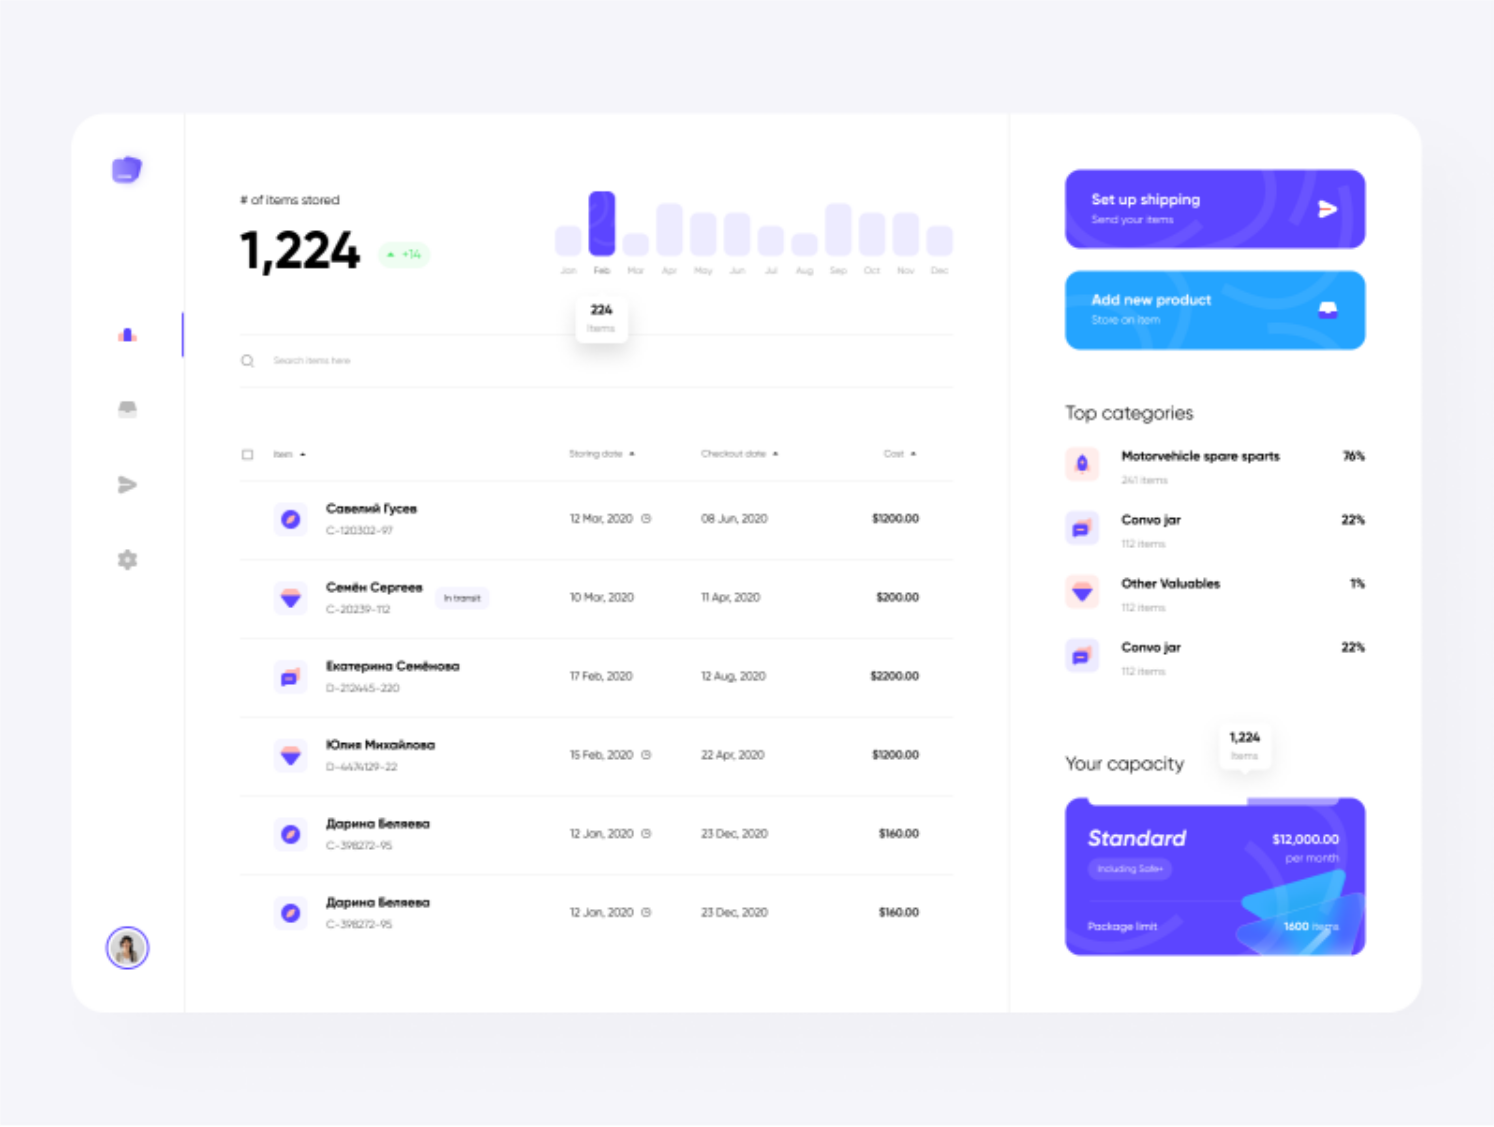 # of items stored
1,224
+14
Jan Feb Mar Apr May Jun Jul Aug Sep Oct Nov Dec
224
Items
Search items here
Item Storing date Checkout date Cost
Савелий Гусев
C-120302-97
12 Mar, 2020 08 Jun, 2020 $1200.00
Семён Сергеев
C-20239-112
In transit
10 Mar, 2020 11 Apr, 2020 $200.00
Екатерина Семёнова
D-212445-220
17 Feb, 2020 12 Aug, 2020 $2200.00
Юлия Михайлова
D-4474129-22
15 Feb, 2020 22 Apr, 2020 $1200.00
Дарина Беляева
C-398272-95
12 Jan, 2020 23 Dec, 2020 $160.00
Дарина Беляева
C-398272-95
12 Jan, 2020 23 Dec, 2020 $160.00
Set up shipping
Send your items
Add new product
Store an item
Top categories
Motorvehicle spare sparts 76%
241 items
Convo jar 22%
112 items
Other Valuables 1%
112 items
Convo jar 22%
112 items
Your capacity
1,224
Items
Standard
Including Safe+
$12,000.00
per month
Package limit 1600 items